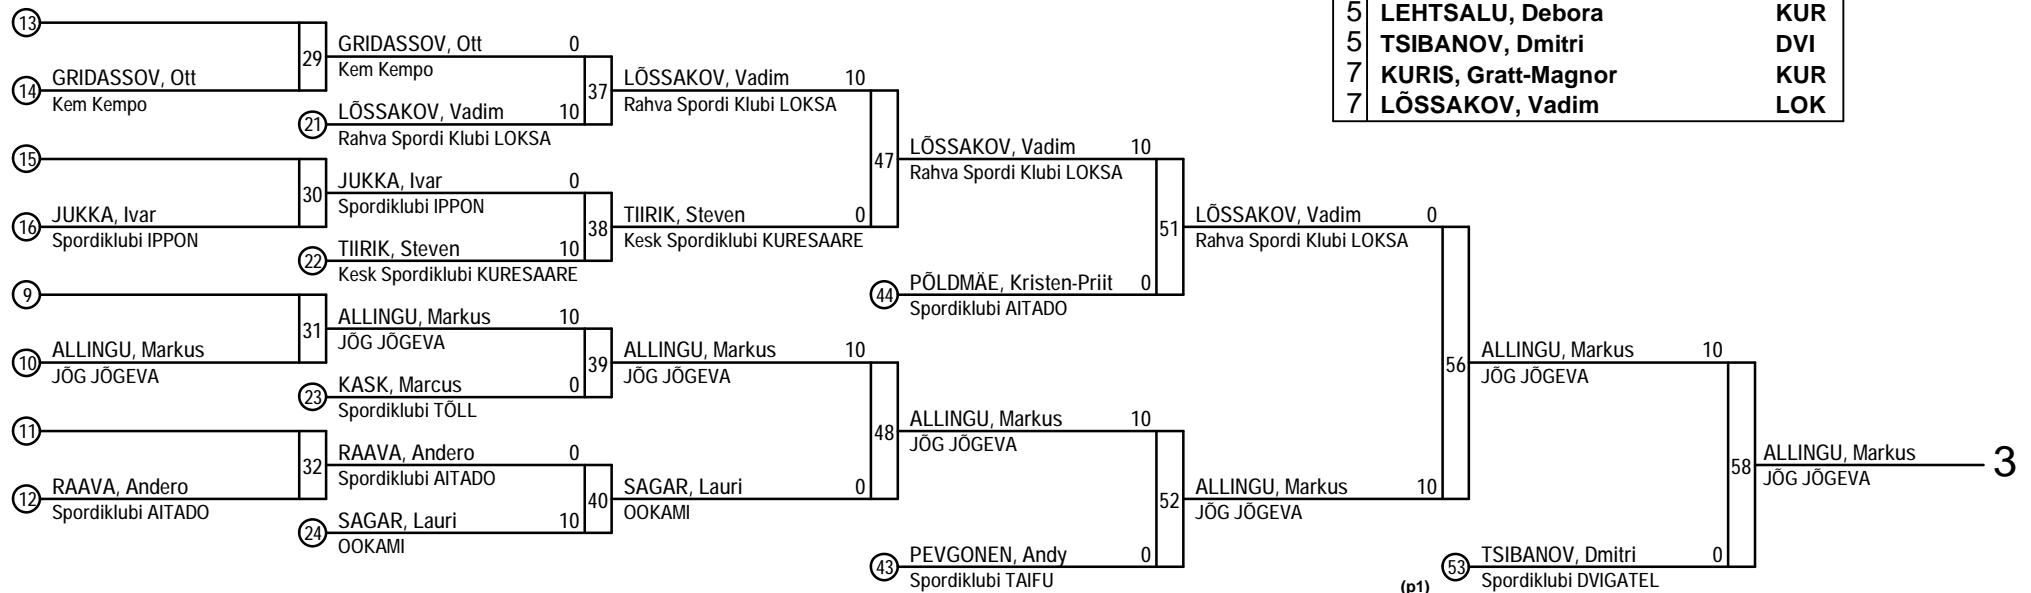 5 LEHTSALU, Debora KUR
5 TSIBANOV, Dmitri DVI
7 KURIS, Gratt-Magnor KUR
7 LÕSSAKOV, Vadim LOK
13
29
GRIDASSOV, Ott 0
Kem Kempo
14
GRIDASSOV, Ott
Kem Kempo
37
LÕSSAKOV, Vadim 10
Rahva Spordi Klubi LOKSA
21
LÕSSAKOV, Vadim 10
Rahva Spordi Klubi LOKSA
47
LÕSSAKOV, Vadim 10
Rahva Spordi Klubi LOKSA
15
30
JUKKA, Ivar 0
Spordiklubi IPPON
16
JUKKA, Ivar
Spordiklubi IPPON
38
TIIRIK, Steven 0
Kesk Spordiklubi KURESAARE
22
TIIRIK, Steven 10
Kesk Spordiklubi KURESAARE
51
LÕSSAKOV, Vadim 0
Rahva Spordi Klubi LOKSA
44
PÕLDMÄE, Kristen-Priit 0
Spordiklubi AITADO
9
31
ALLINGU, Markus 10
JÕG JÕGEVA
10
ALLINGU, Markus
JÕG JÕGEVA
39
ALLINGU, Markus 10
JÕG JÕGEVA
23
KASK, Marcus 0
Spordiklubi TÕLL
56
ALLINGU, Markus 10
JÕG JÕGEVA
48
ALLINGU, Markus 10
JÕG JÕGEVA
11
32
RAAVA, Andero 0
Spordiklubi AITADO
12
RAAVA, Andero
Spordiklubi AITADO
40
SAGAR, Lauri 0
OOKAMI
24
SAGAR, Lauri 10
OOKAMI
52
ALLINGU, Markus 10
JÕG JÕGEVA
43
PEVGONEN, Andy 0
Spordiklubi TAIFU
58
ALLINGU, Markus
JÕG JÕGEVA
3
(p1)
53
TSIBANOV, Dmitri 0
Spordiklubi DVIGATEL